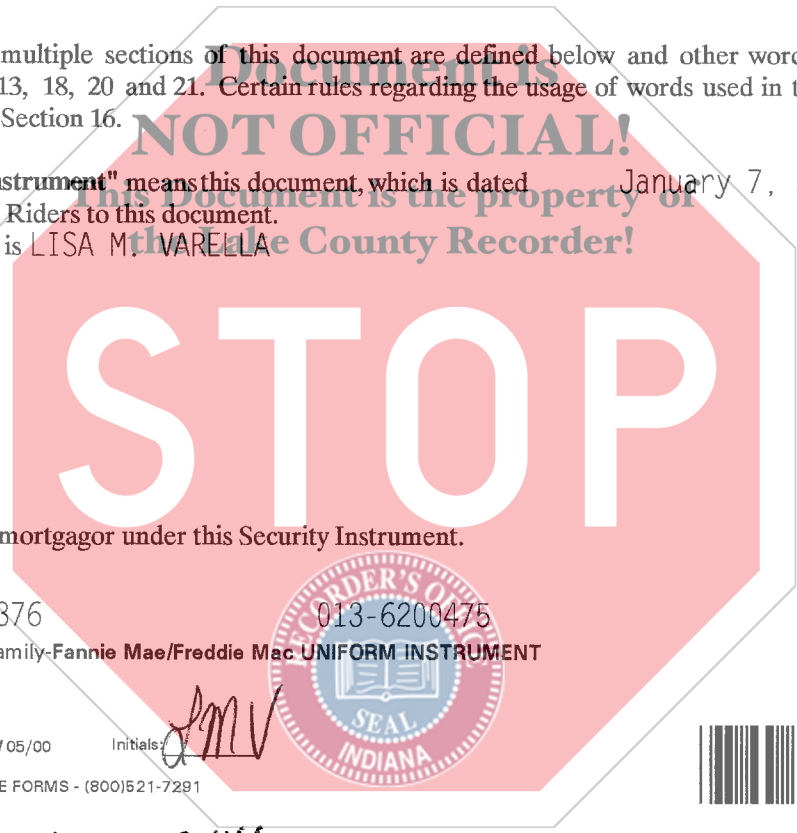 multiple sections of this document are defined below and other word
Document is
13, 18, 20 and 21. Certain rules regarding the usage of words used in t
Section 16.
NOT OFFICIAL!
strument" means this document, which is dated January 7,
This Document is the property of
Riders to this document.
is LISA M. VARELLA
the Lake County Recorder!
STOP
mortgagor under this Security Instrument.
RECORDER'S OFFICE
376 013-6200475
amily-Fannie Mae/Freddie Mac UNIFORM INSTRUMENT
SEAL
INDIANA
05/00 Initials: LMV
E FORMS - (800)521-7291